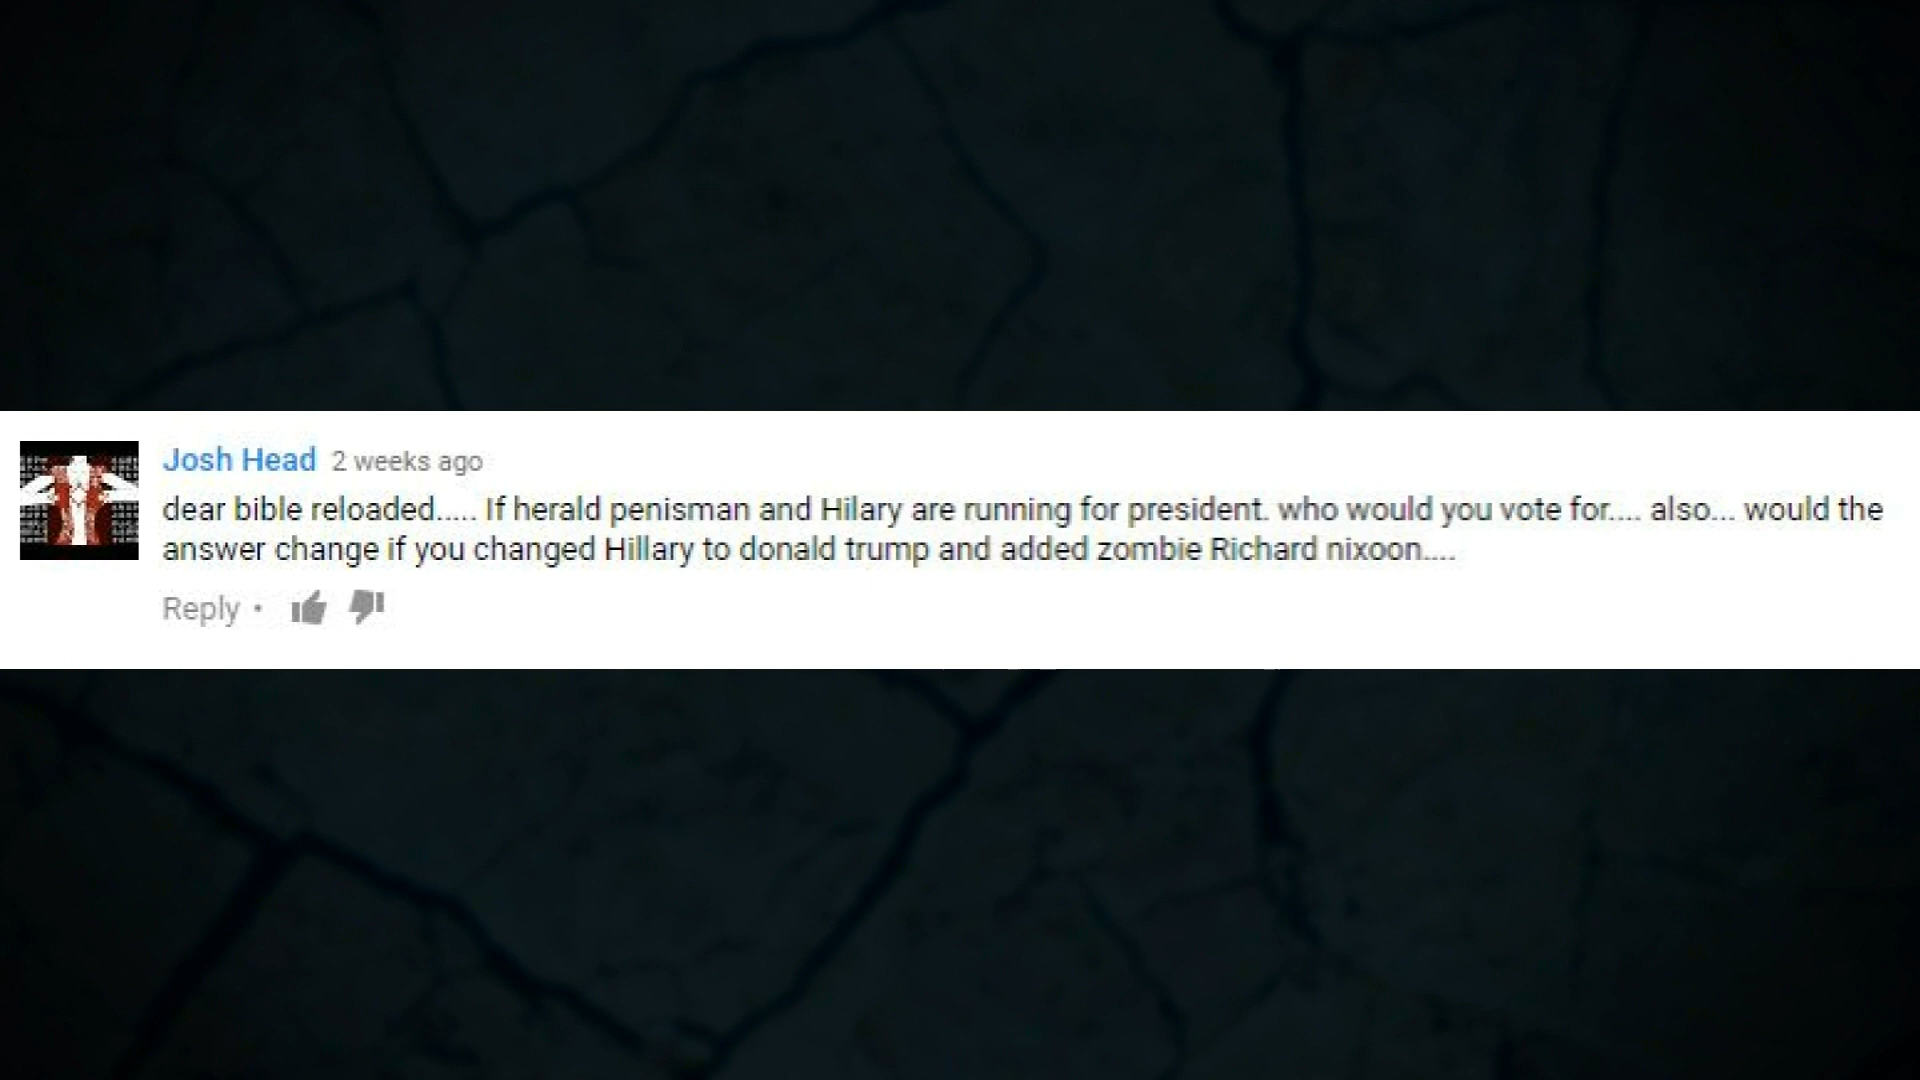 Josh Head 2 weeks ago
dear bible reloaded..... If herald penisman and Hilary are running for president. who would you vote for.... also... would the
answer change if you changed Hillary to donald trump and added zombie Richard nixoon....
Reply •